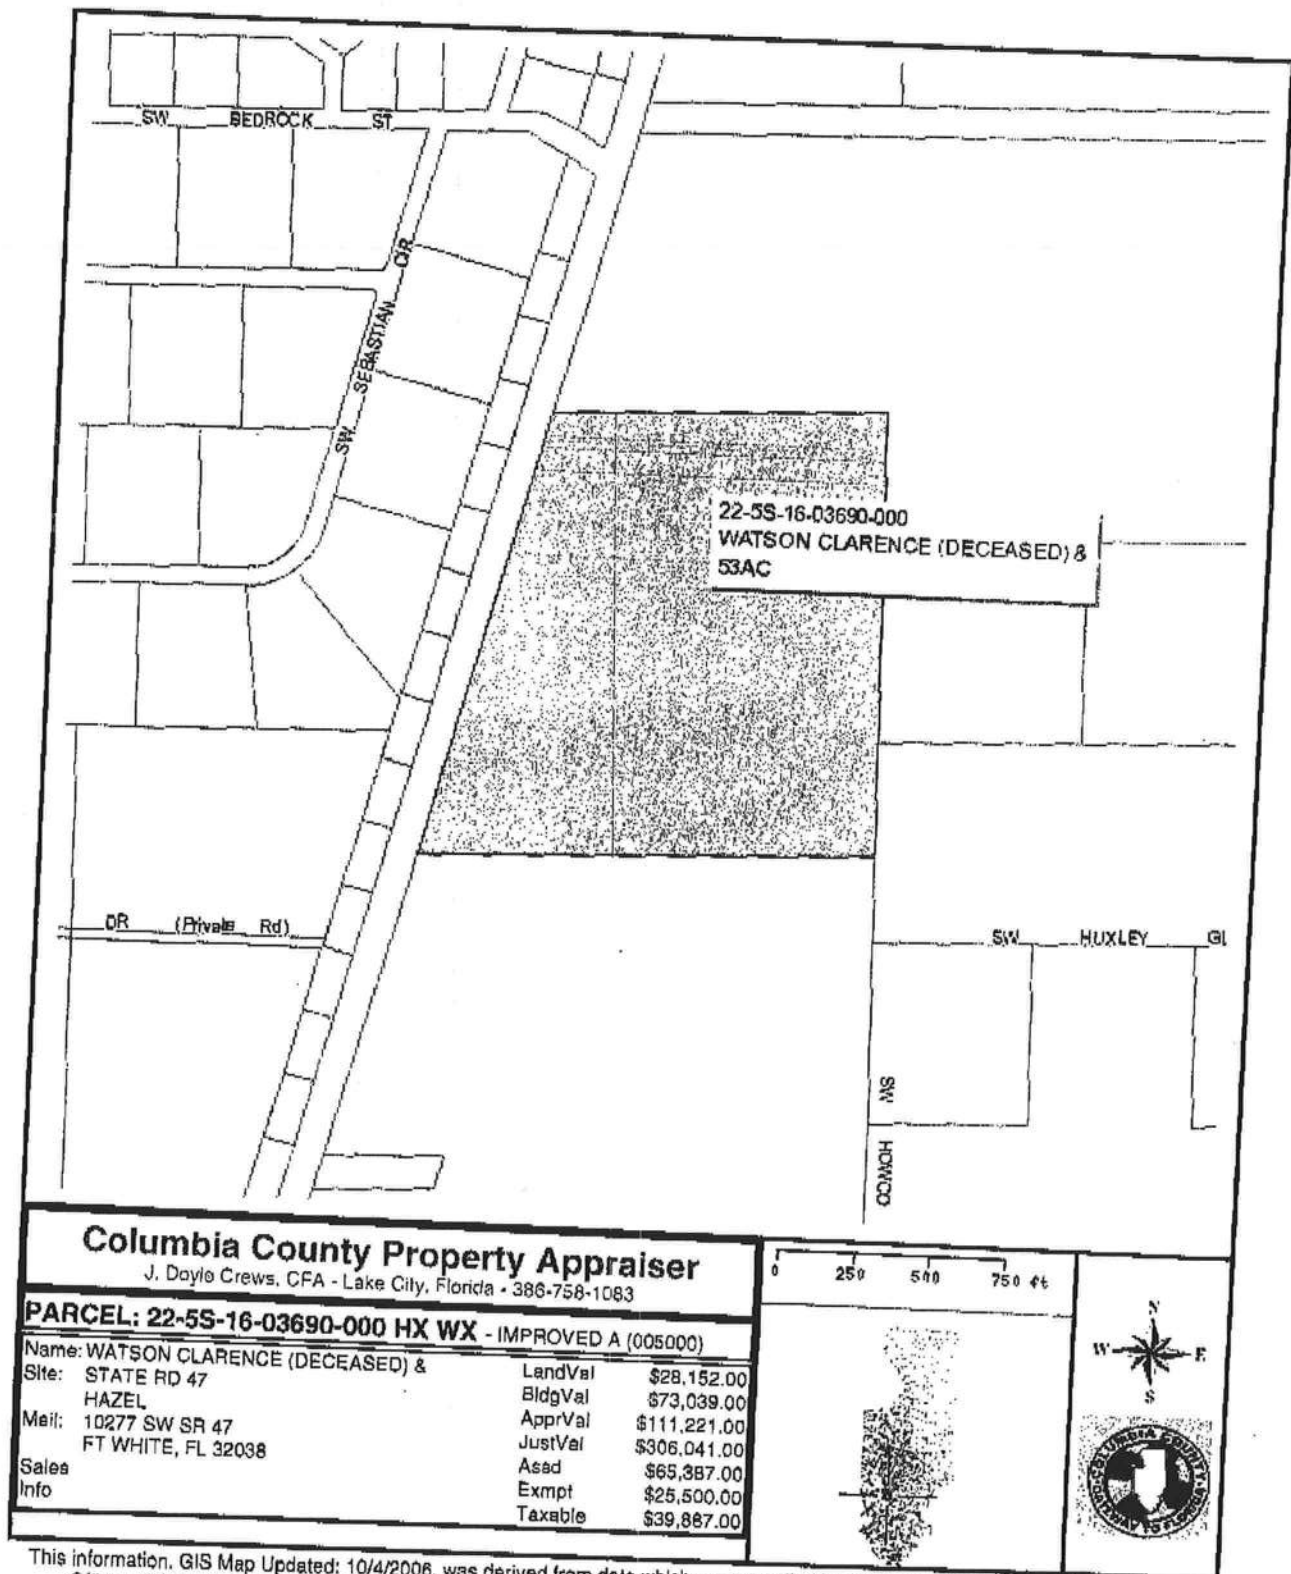 SW BEDROCK ST
SW SEBASTIAN CIR
22-5S-16-03690-000
WATSON CLARENCE (DECEASED) &
53AC
DR (Private Rd)
SW HUXLEY GL
SW HOWCO
Columbia County Property Appraiser
J. Doyle Crews, CFA - Lake City, Florida - 386-758-1083
PARCEL: 22-5S-16-03690-000 HX WX - IMPROVED A (005000)
Name: WATSON CLARENCE (DECEASED) &
Site: STATE RD 47
HAZEL
Mail: 10277 SW SR 47
FT WHITE, FL 32038
Sales
Info
LandVal $28,152.00
BldgVal $73,039.00
ApprVal $111,221.00
JustVal $306,041.00
Assd $65,387.00
Exmpt $25,500.00
Taxable $39,887.00
0 250 500 750 ft
N
W E
S
COLUMBIA COUNTY
GATEWAY TO FLORIDA
This information, GIS Map Updated: 10/4/2006, was derived from data which